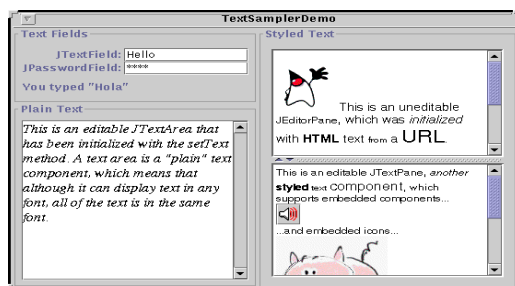 TextSamplerDemo
Text Fields
JTextField: Hello
JPasswordField: ****
You typed "Hola"
Plain Text
This is an editable JTextArea that
has been initialized with the setText
method. A text area is a "plain" text
component, which means that
although it can display text in any
font, all of the text is in the same
font.
Styled Text
This is an uneditable
JEditorPane, which was initialized
with HTML text from a URL.
This is an editable JTextPane, another
styled text component, which
supports embedded components...
...and embedded icons...